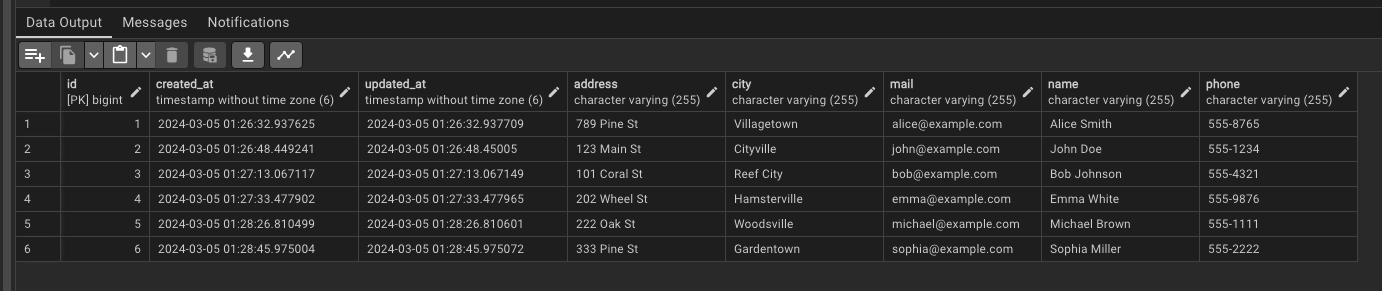 Data Output Messages Notifications
id created_at updated_at address city mail name phone
[PK] bigint timestamp without time zone (6) timestamp without time zone (6) character varying (255) character varying (255) character varying (255) character varying (255) character varying (255)
1 1 2024-03-05 01:26:32.937625 2024-03-05 01:26:32.937709 789 Pine St Villagetown alice@example.com Alice Smith 555-8765
2 2 2024-03-05 01:26:48.449241 2024-03-05 01:26:48.45005 123 Main St Cityville john@example.com John Doe 555-1234
3 3 2024-03-05 01:27:13.067117 2024-03-05 01:27:13.067149 101 Coral St Reef City bob@example.com Bob Johnson 555-4321
4 4 2024-03-05 01:27:33.477902 2024-03-05 01:27:33.477965 202 Wheel St Hamsterville emma@example.com Emma White 555-9876
5 5 2024-03-05 01:28:26.810499 2024-03-05 01:28:26.810601 222 Oak St Woodsville michael@example.com Michael Brown 555-1111
6 6 2024-03-05 01:28:45.975004 2024-03-05 01:28:45.975072 333 Pine St Gardentown sophia@example.com Sophia Miller 555-2222